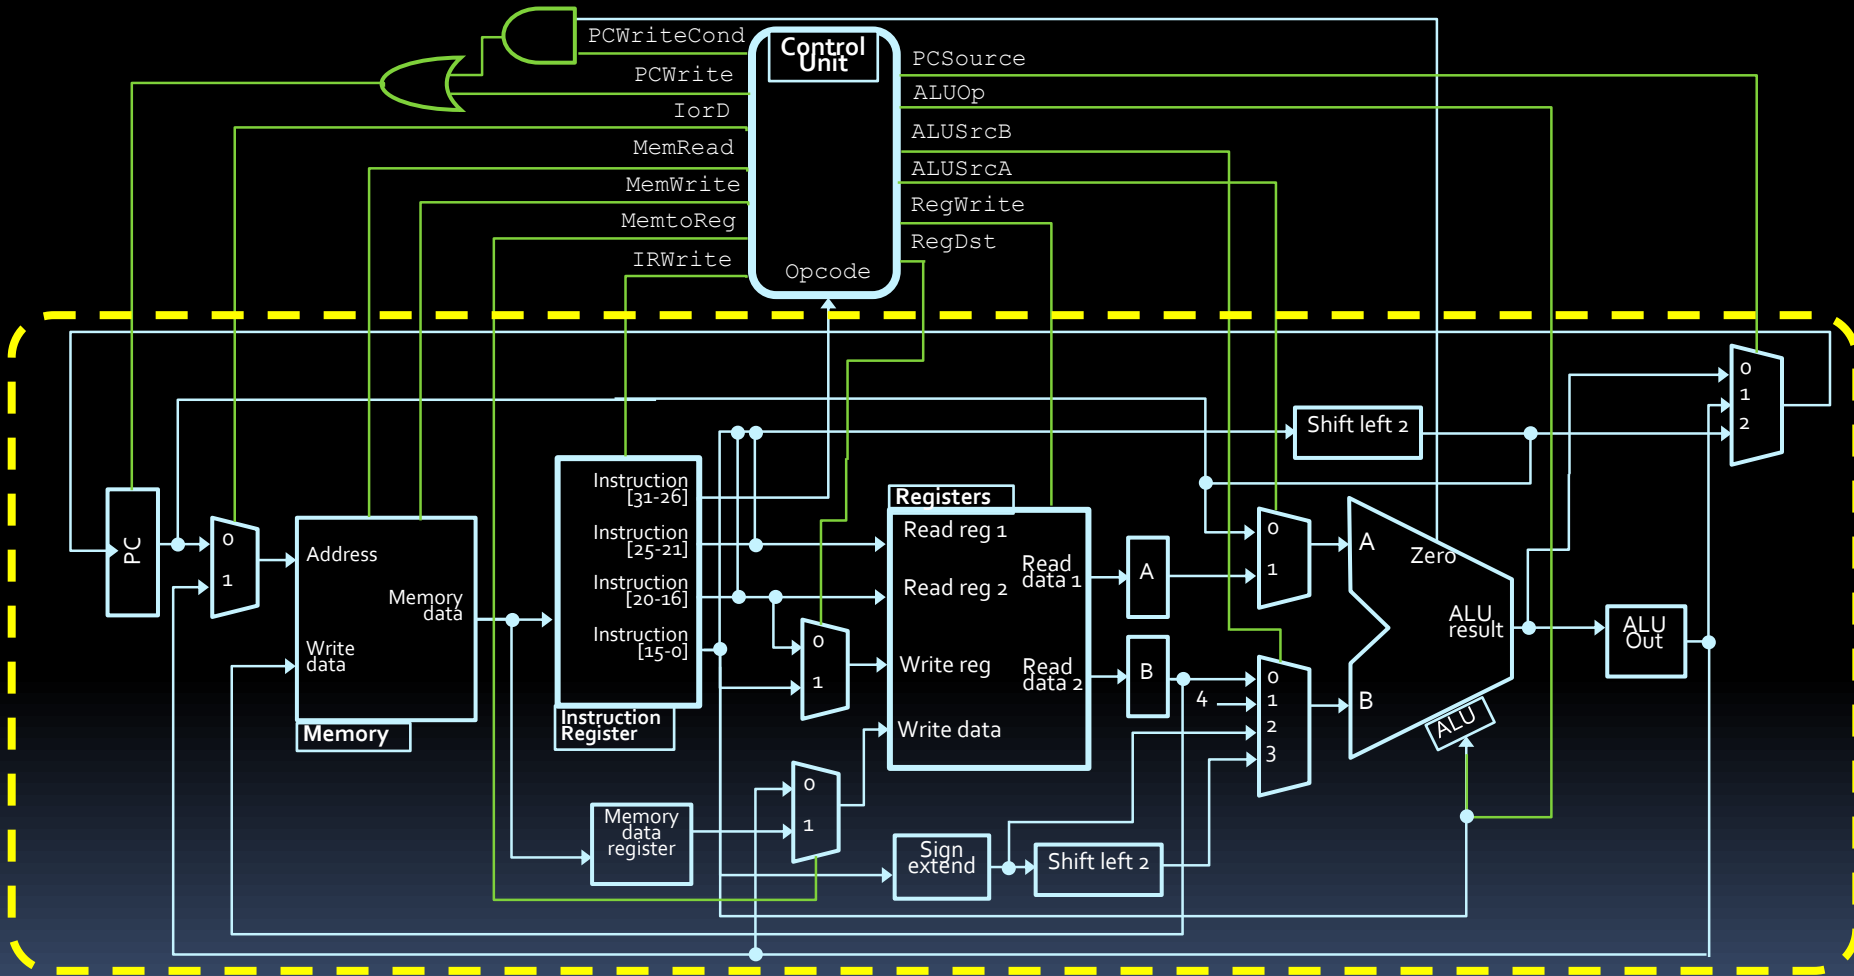 PCWriteCond
PCWrite
IorD
MemRead
MemWrite
MemtoReg
IRWrite
Control
Unit
Opcode
PCSource
ALUOp
ALUSrcB
ALUSrcA
RegWrite
RegDst
PC
0
1
Address
Memory
data
Write
data
Memory
Instruction
[31-26]
Instruction
[25-21]
Instruction
[20-16]
Instruction
[15-0]
Instruction
Register
0
1
Memory
data
register
0
1
Registers
Read reg 1
Read reg 2
Write reg
Write data
Read
data 1
Read
data 2
Sign
extend
Shift left 2
A
B
4
0
1
0
1
2
3
Shift left 2
A
B
Zero
ALU
result
ALU
ALU
Out
0
1
2